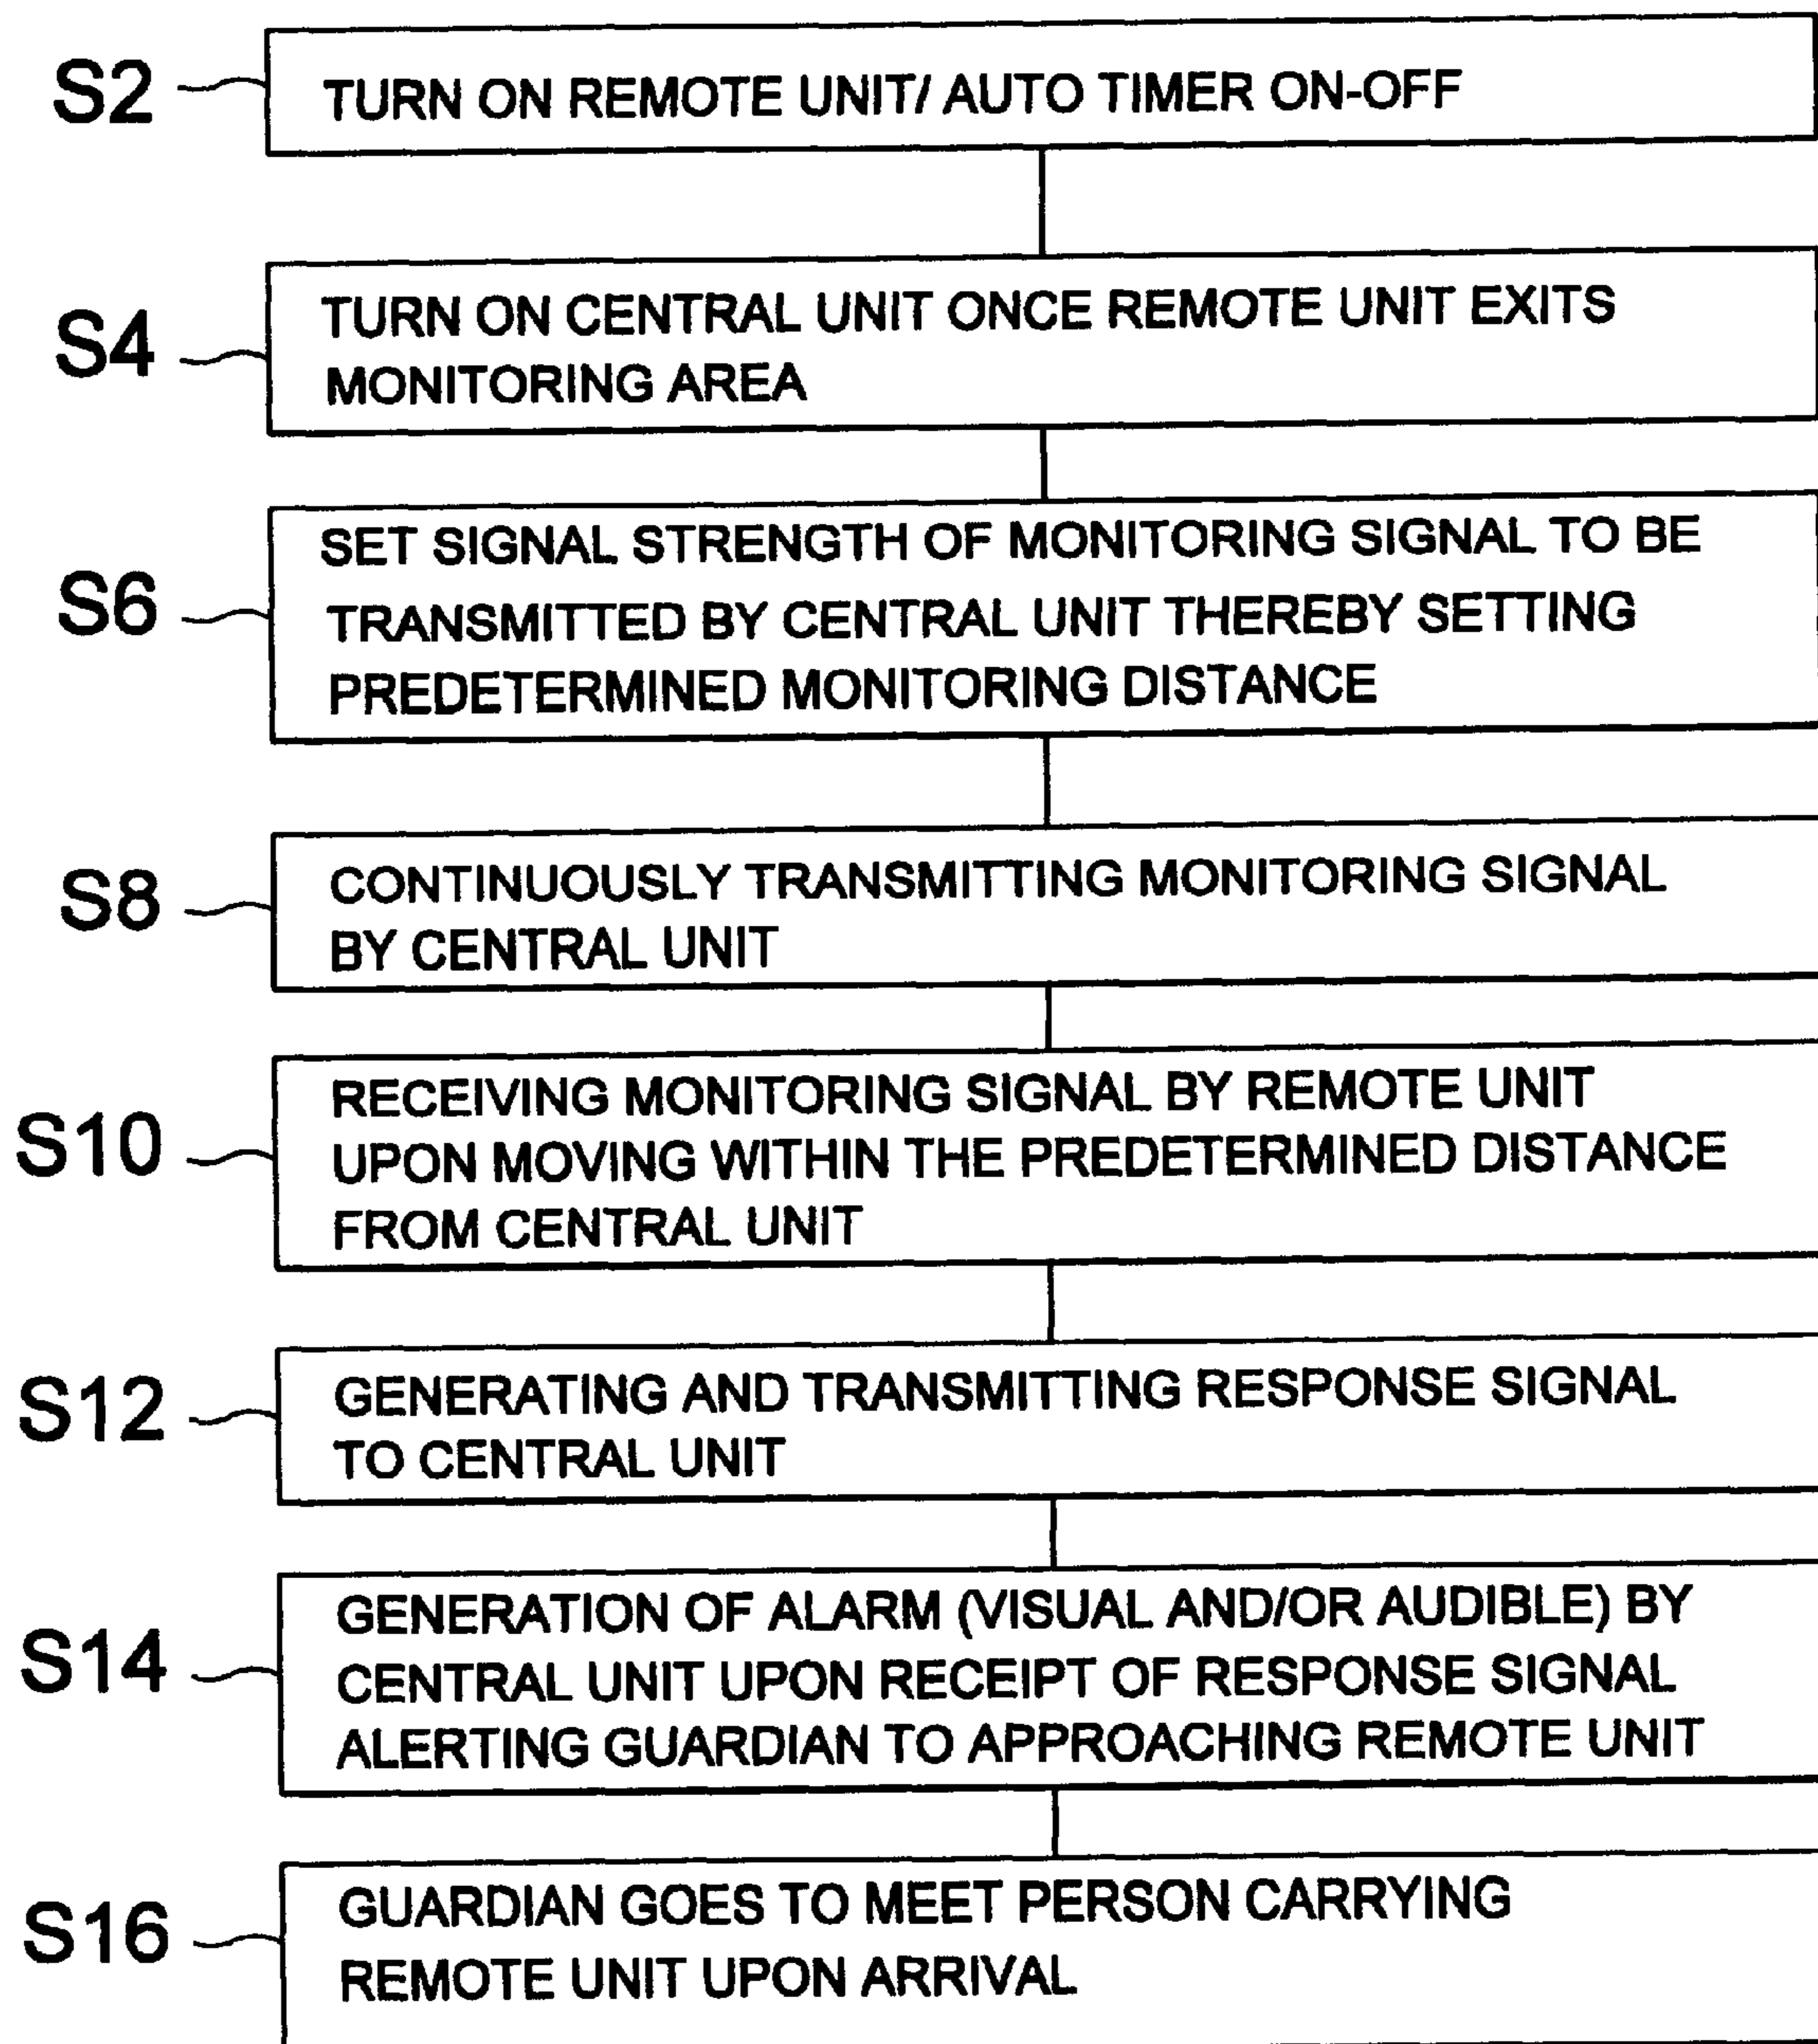 S2 TURN ON REMOTE UNIT/ AUTO TIMER ON-OFF
S4 TURN ON CENTRAL UNIT ONCE REMOTE UNIT EXITS
MONITORING AREA
S6 SET SIGNAL STRENGTH OF MONITORING SIGNAL TO BE
TRANSMITTED BY CENTRAL UNIT THEREBY SETTING
PREDETERMINED MONITORING DISTANCE
S8 CONTINUOUSLY TRANSMITTING MONITORING SIGNAL
BY CENTRAL UNIT
S10 RECEIVING MONITORING SIGNAL BY REMOTE UNIT
UPON MOVING WITHIN THE PREDETERMINED DISTANCE
FROM CENTRAL UNIT
S12 GENERATING AND TRANSMITTING RESPONSE SIGNAL
TO CENTRAL UNIT
S14 GENERATION OF ALARM (VISUAL AND/OR AUDIBLE) BY
CENTRAL UNIT UPON RECEIPT OF RESPONSE SIGNAL
ALERTING GUARDIAN TO APPROACHING REMOTE UNIT
S16 GUARDIAN GOES TO MEET PERSON CARRYING
REMOTE UNIT UPON ARRIVAL